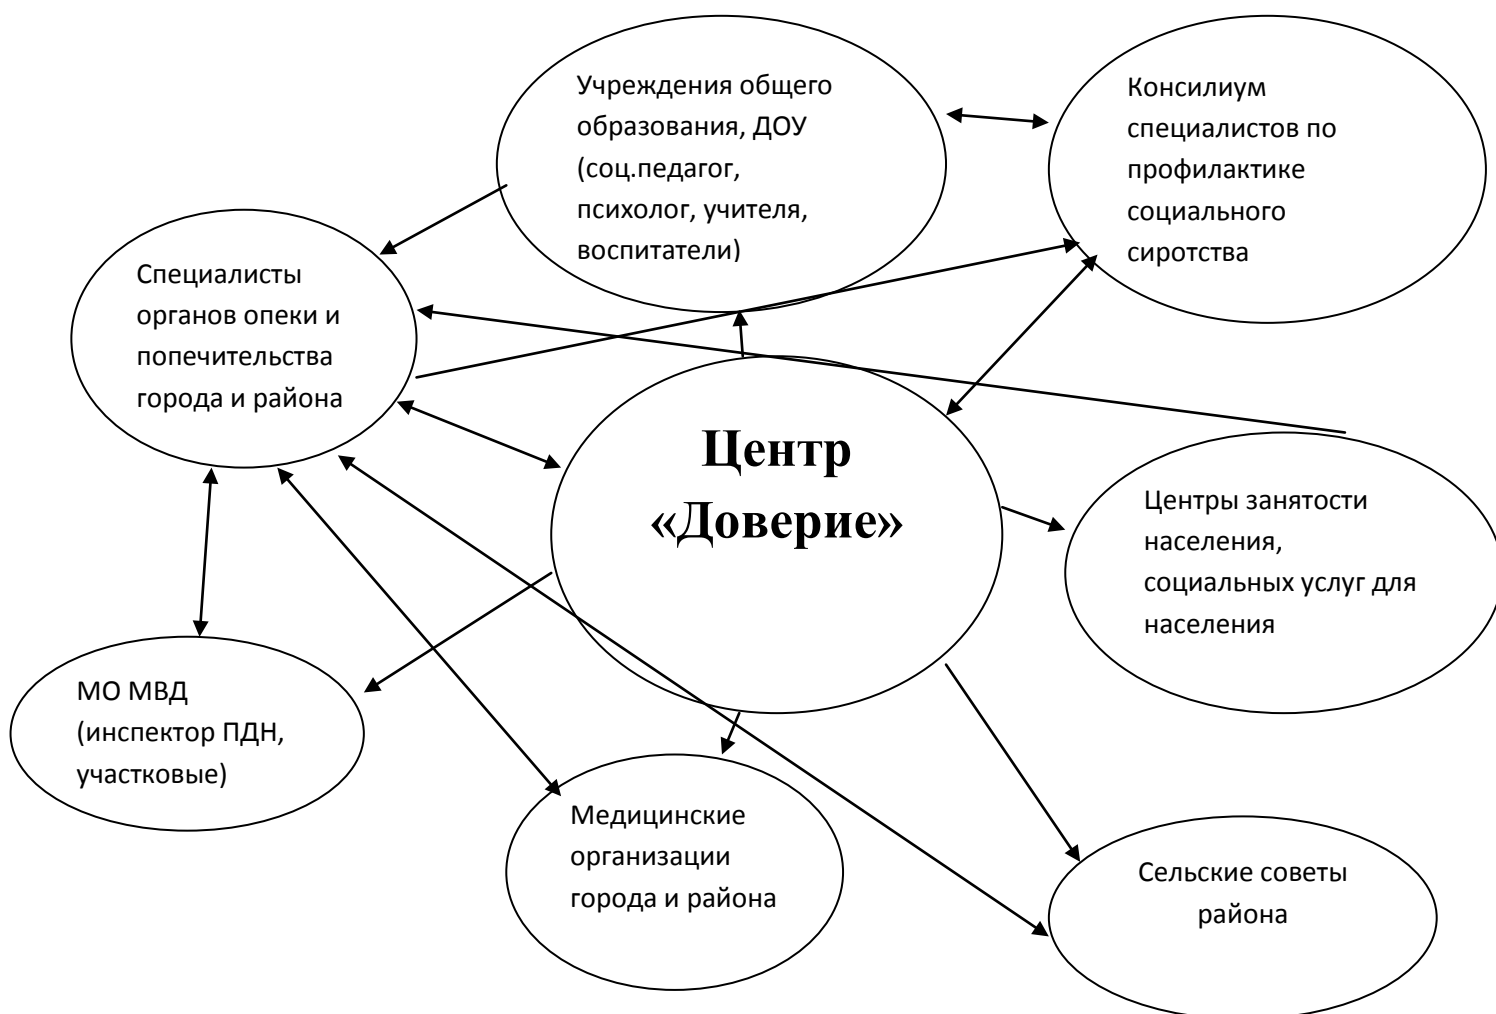 Учреждения общего
образования, ДОУ
(соц.педагог,
психолог, учителя,
воспитатели)
Консилиум
специалистов по
профилактике
социального
сиротства
Специалисты
органов опеки и
попечительства
города и района
Центр
«Доверие»
Центры занятости
населения,
социальных услуг для
населения
МО МВД
(инспектор ПДН,
участковые)
Медицинские
организации
города и района
Сельские советы
района